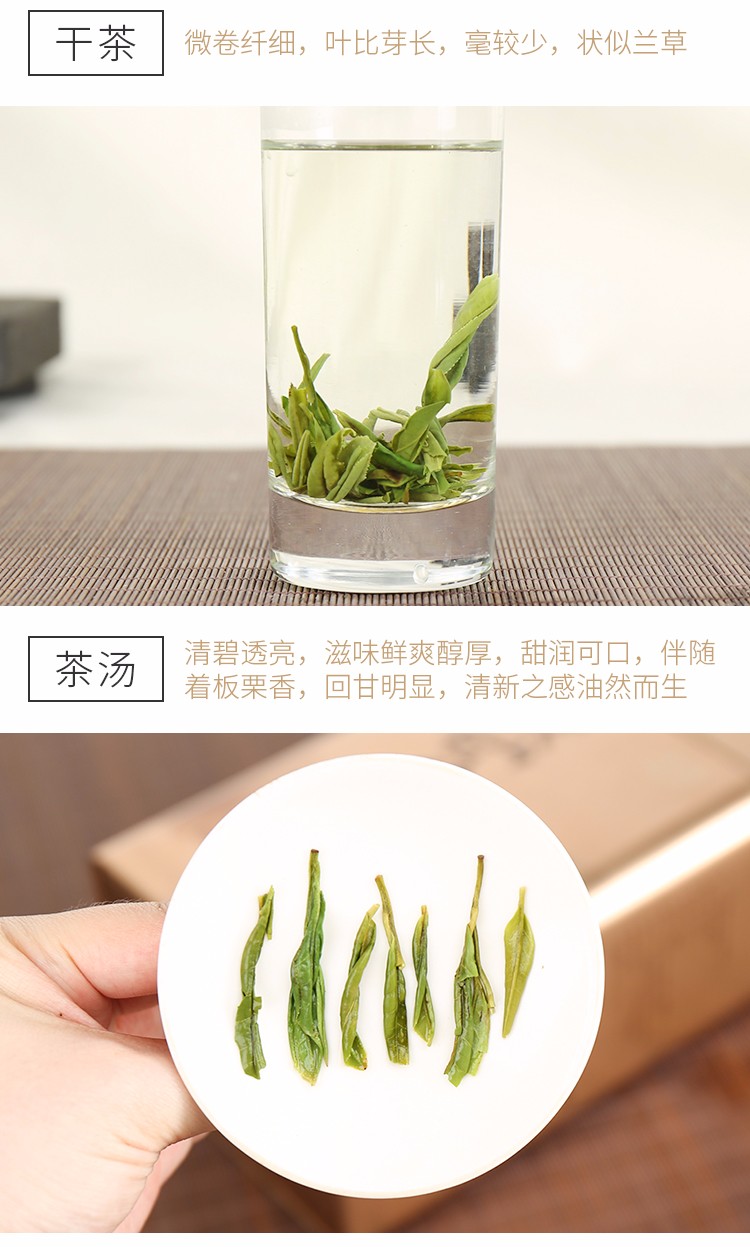 干茶
微卷纤细，叶比芽长，毫较少，状似兰草
茶汤
清碧透亮，滋味鲜爽醇厚，甜润可口，伴随
着板栗香，回甘明显，清新之感油然而生